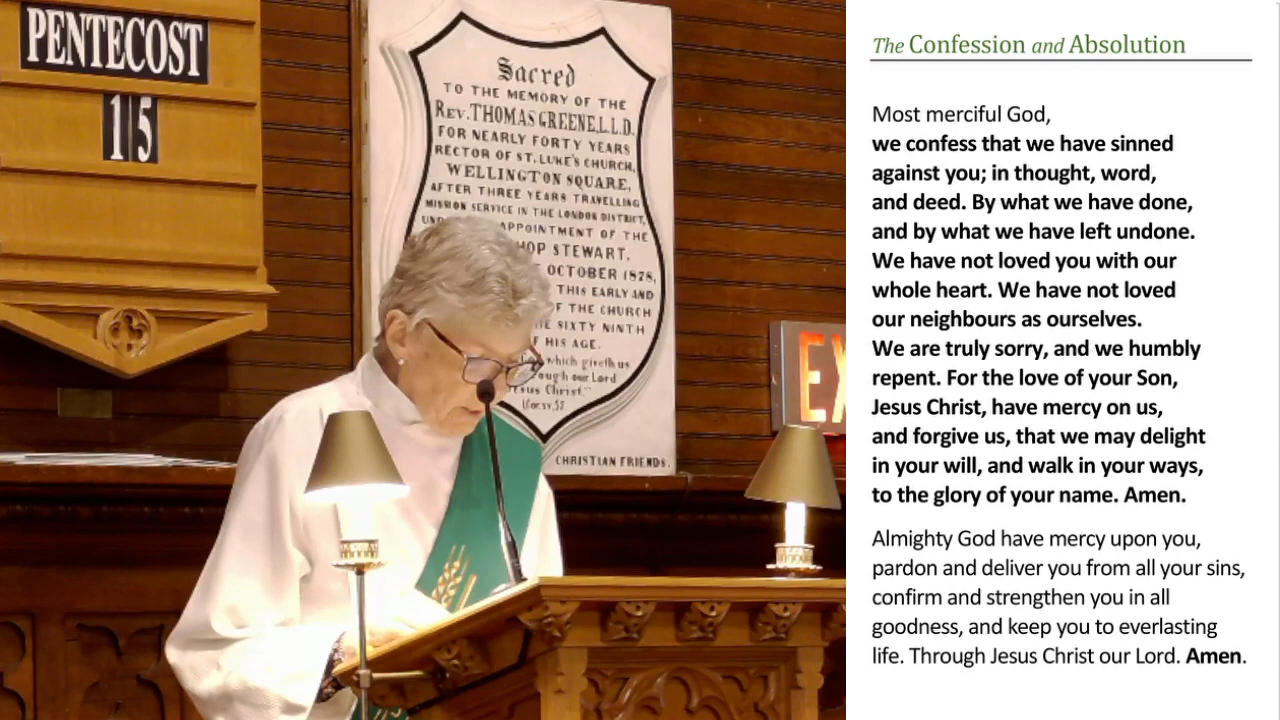 PENTECOST
15
Sacred
TO THE MEMORY OF THE
REV. THOMAS GREENE, L.L.D.
FOR NEARLY FORTY YEARS
RECTOR OF ST. LUKE'S CHURCH,
WELLINGTON SQUARE,
AFTER THREE YEARS TRAVELLING
MISSION SERVICE IN THE LONDON DISTRICT,
APPOINTMENT OF THE
STEWART,
OCTOBER 1878,
THIS EARLY AND
THE CHURCH
SIXTY NINTH
HIS AGE.
which giveth us
our Lord
Christ."
CHRISTIAN FRIENDS.
The Confession and Absolution
Most merciful God,
we confess that we have sinned
against you; in thought, word,
and deed. By what we have done,
and by what we have left undone.
We have not loved you with our
whole heart. We have not loved
our neighbours as ourselves.
We are truly sorry, and we humbly
repent. For the love of your Son,
Jesus Christ, have mercy on us,
and forgive us, that we may delight
in your will, and walk in your ways,
to the glory of your name. Amen.
Almighty God have mercy upon you,
pardon and deliver you from all your sins,
confirm and strengthen you in all
goodness, and keep you to everlasting
life. Through Jesus Christ our Lord. Amen.